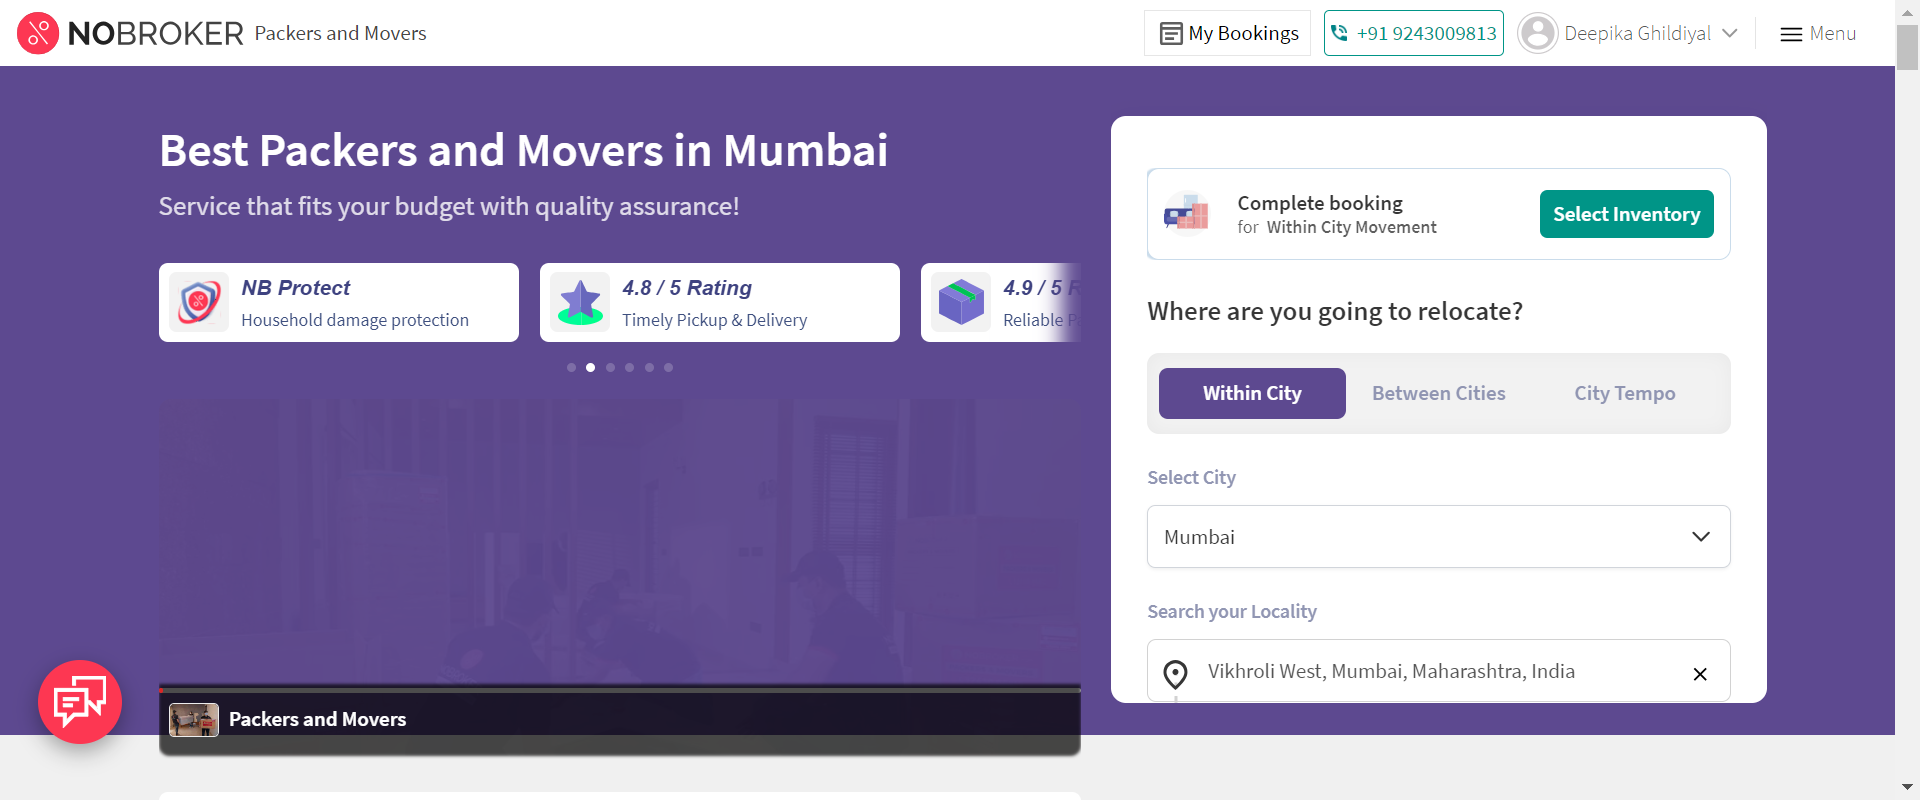 NOBROKER Packers and Movers
My Bookings
+91 9243009813
Deepika Ghildiyal
Menu
Best Packers and Movers in Mumbai
Service that fits your budget with quality assurance!
NB Protect
Household damage protection
4.8 / 5 Rating
Timely Pickup & Delivery
4.9 / 5
Reliable
Packers and Movers
Complete booking
for Within City Movement
Select Inventory
Where are you going to relocate?
Within City
Between Cities
City Tempo
Select City
Mumbai
Search your Locality
Vikhroli West, Mumbai, Maharashtra, India